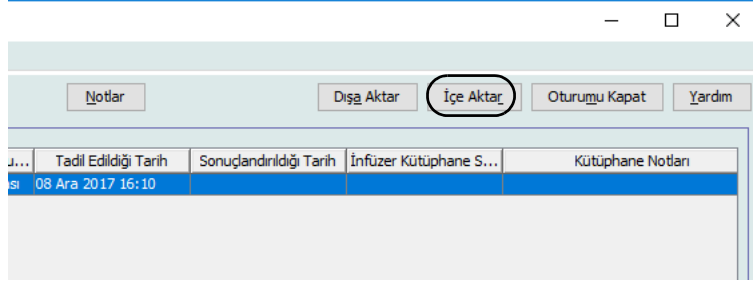 Notlar Dışa Aktar İçe Aktar Oturumu Kapat Yardım
u... Tadil Edildiği Tarih Sonuçlandırıldığı Tarih İnfüzer Kütüphane S... Kütüphane Notları
ası 08 Ara 2017 16:10